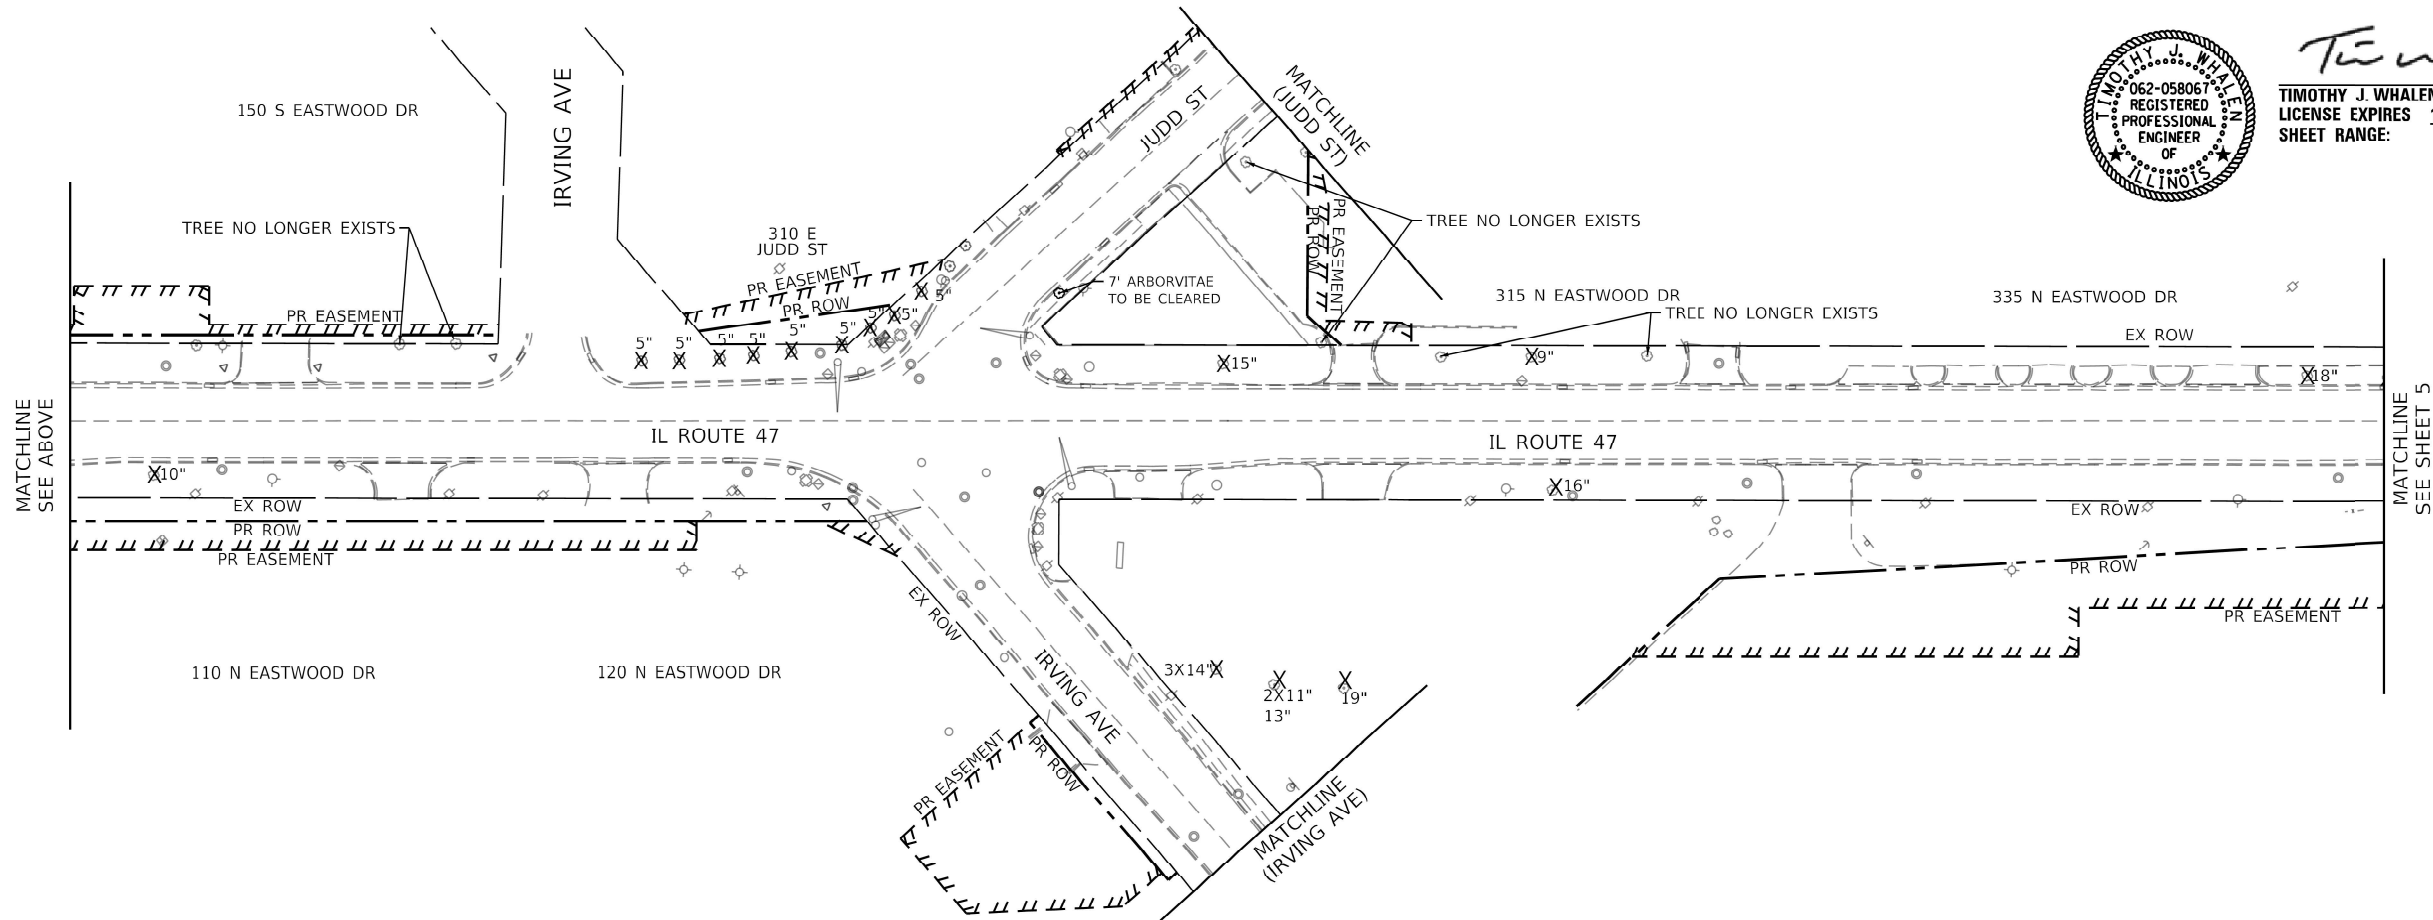 150 S EASTWOOD DR
IRVING AVE
TREE NO LONGER EXISTS
PR EASEMENT
310 E
JUDD ST
PR EASEMENT
PR ROW
5"
5"
5"
5"
5"
5"
5"
5"
5"
JUDD ST
MATCHLINE
(JUDD ST)
7' ARBORVITAE
TO BE CLEARED
PR EASEMENT
PR ROW
TREE NO LONGER EXISTS
315 N EASTWOOD DR
TREE NO LONGER EXISTS
335 N EASTWOOD DR
EX ROW
15"
9"
18"
TIMOTHY J. WHALEN
062-058067
REGISTERED
PROFESSIONAL
ENGINEER
OF
ILLINOIS
TIMOTHY J. WHALEN
LICENSE EXPIRES
SHEET RANGE:
MATCHLINE
SEE ABOVE
IL ROUTE 47
IL ROUTE 47
MATCHLINE
SEE SHEET 5
10"
EX ROW
PR ROW
PR EASEMENT
16"
EX ROW
PR ROW
PR EASEMENT
110 N EASTWOOD DR
120 N EASTWOOD DR
EX ROW
IRVING AVE
3X14"
2X11"
13"
19"
PR EASEMENT
PR ROW
MATCHLINE
(IRVING AVE)